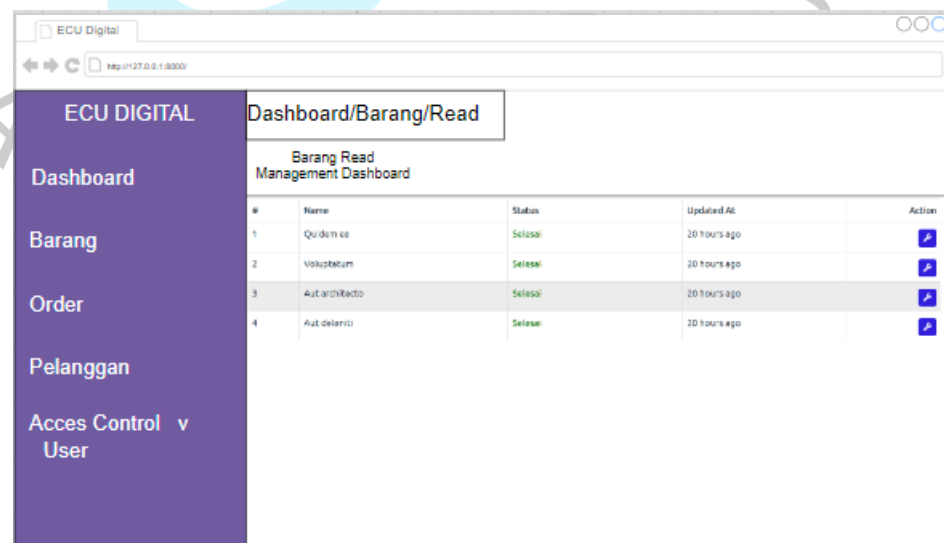 ECU Digital
http://127.0.0.1:8000/
ECU DIGITAL
Dashboard
Barang
Order
Pelanggan
Acces Control v
User
Dashboard/Barang/Read
Barang Read
Management Dashboard
# Name Status Updated At Action
1 Quidem ea Selesai 20 hours ago
2 Voluptatum Selesai 20 hours ago
3 Aut architecto Selesai 20 hours ago
4 Aut deleniti Selesai 20 hours ago